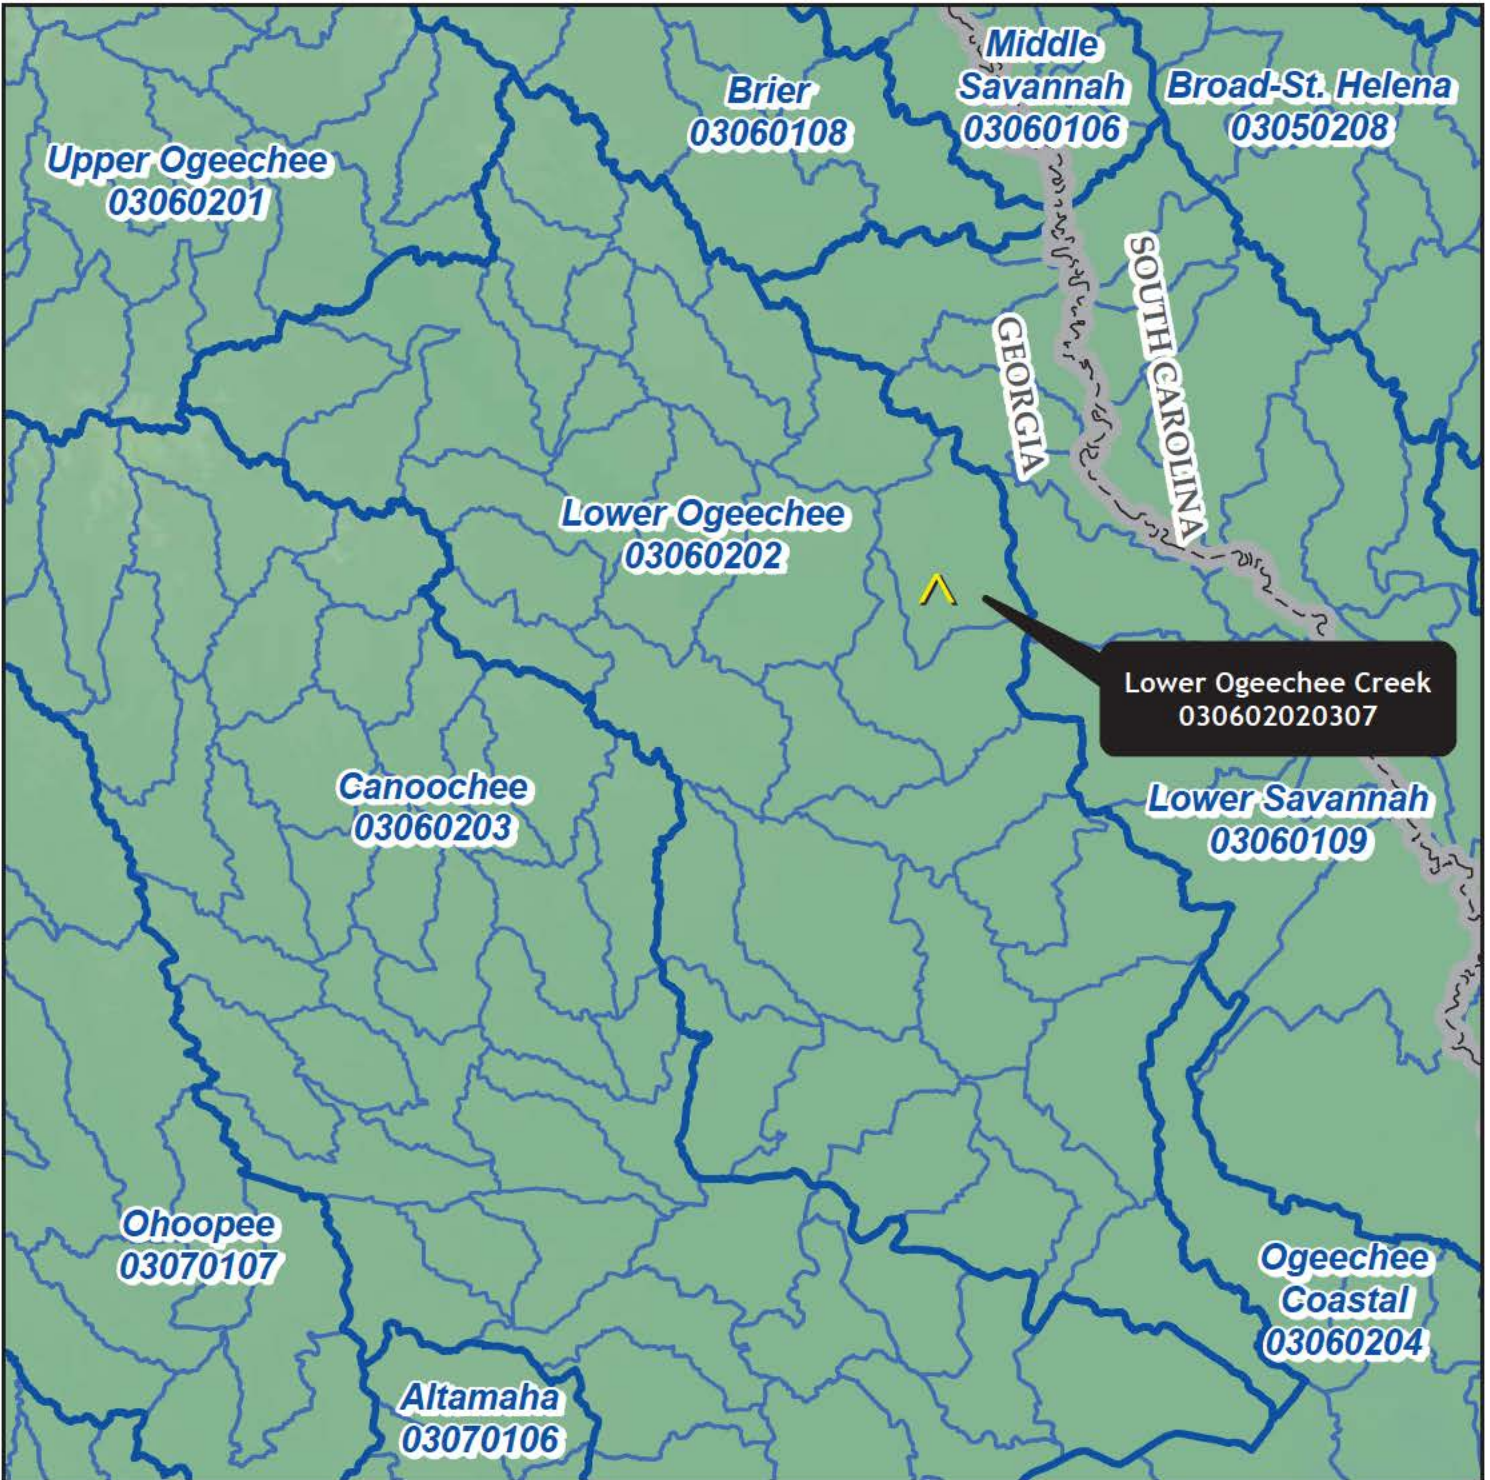 Middle
Savannah
03060106
Broad-St. Helena
03050208
Brier
03060108
Upper Ogeechee
03060201
SOUTH CAROLINA
GEORGIA
Lower Ogeechee
03060202
Lower Ogeechee Creek
030602020307
Canoochee
03060203
Lower Savannah
03060109
Ohoopee
03070107
Ogeechee
Coastal
03060204
Altamaha
03070106